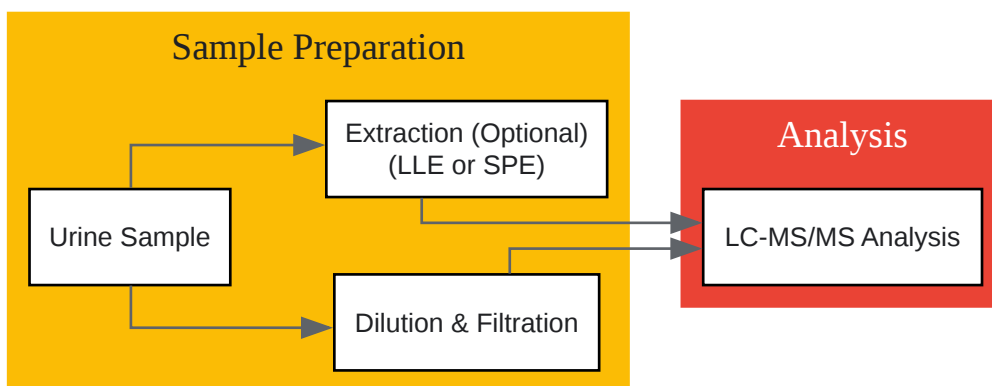 Sample Preparation
Extraction (Optional)
(LLE or SPE)
Analysis
Urine Sample
LC-MS/MS Analysis
Dilution & Filtration